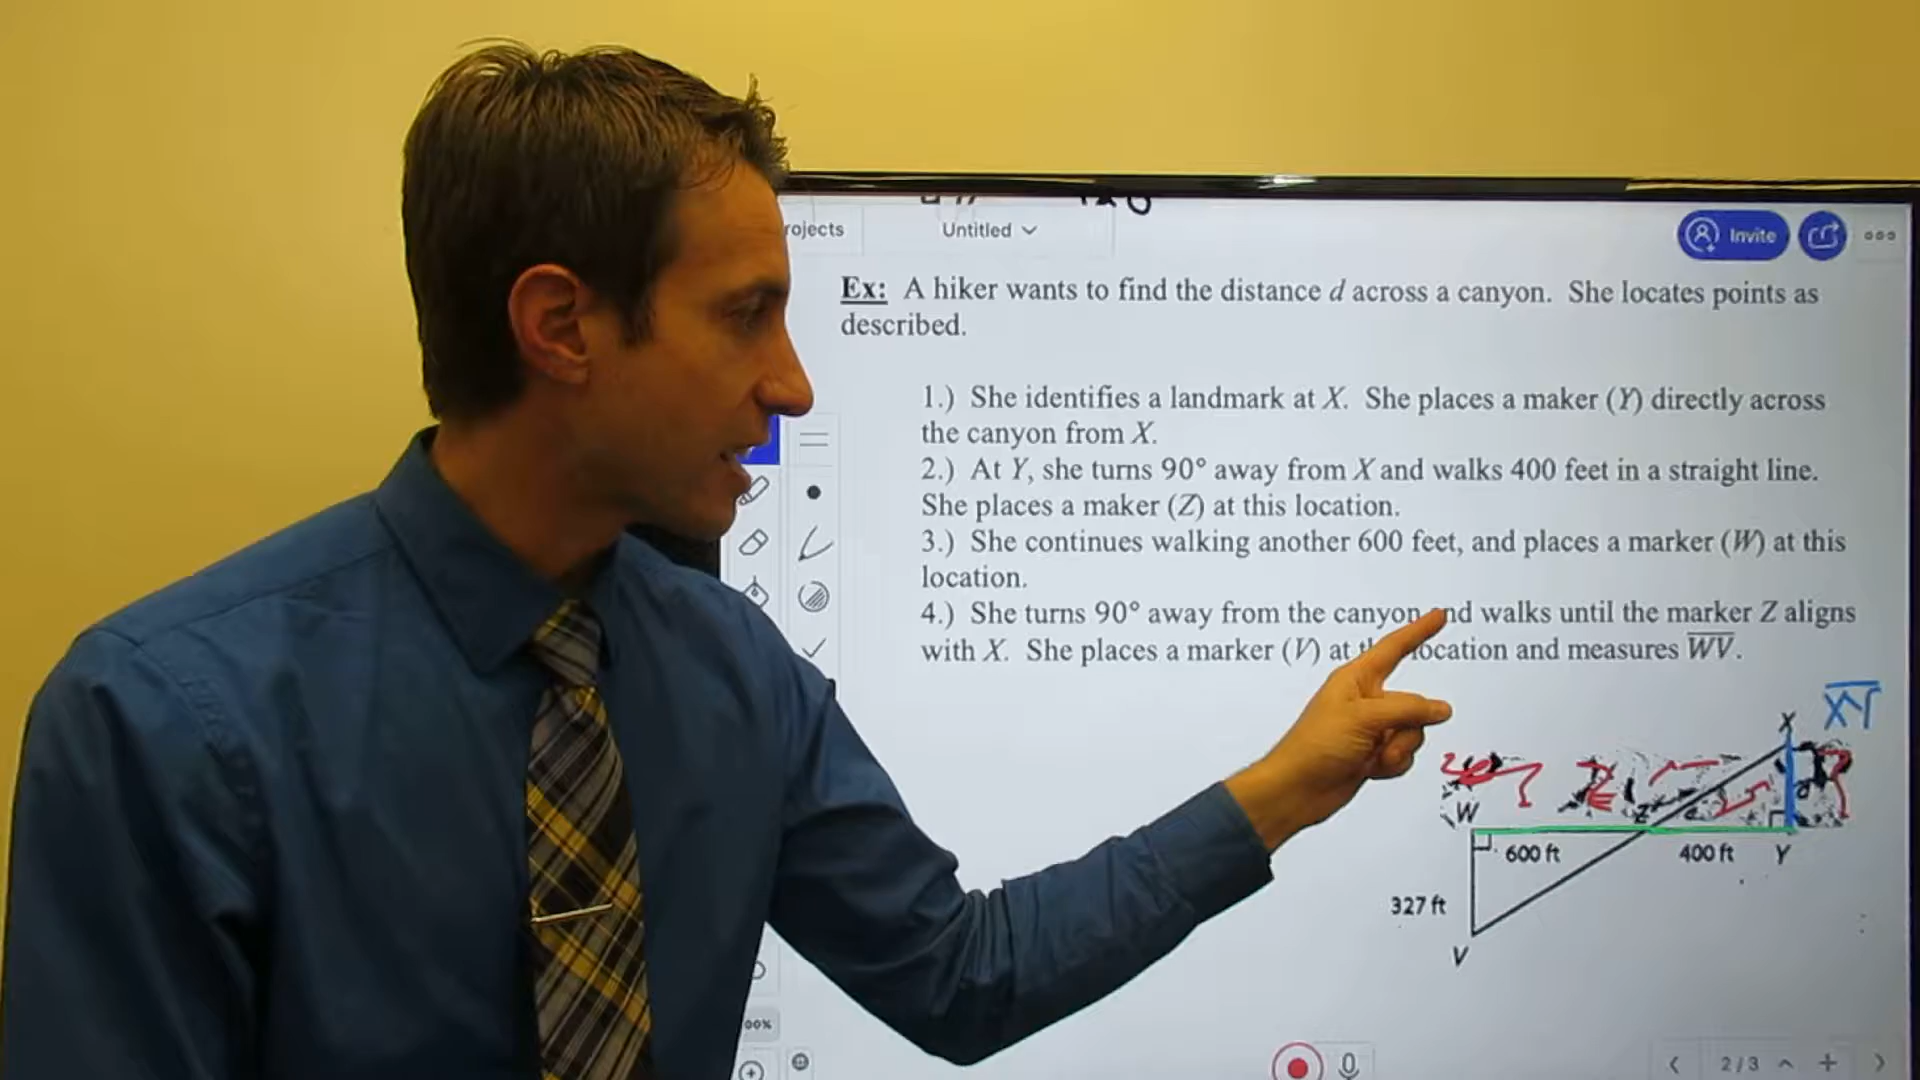 rojects
Untitled
Invite
Ex: A hiker wants to find the distance d across a canyon. She locates points as
described.
1.) She identifies a landmark at X. She places a maker (Y) directly across
the canyon from X.
2.) At Y, she turns 90° away from X and walks 400 feet in a straight line.
She places a maker (Z) at this location.
3.) She continues walking another 600 feet, and places a marker (W) at this
location.
4.) She turns 90° away from the canyon and walks until the marker Z aligns
with X. She places a marker (V) at location and measures WV.
XY
X
d
W
Z
600 ft
400 ft
Y
327 ft
V
00%
2/3